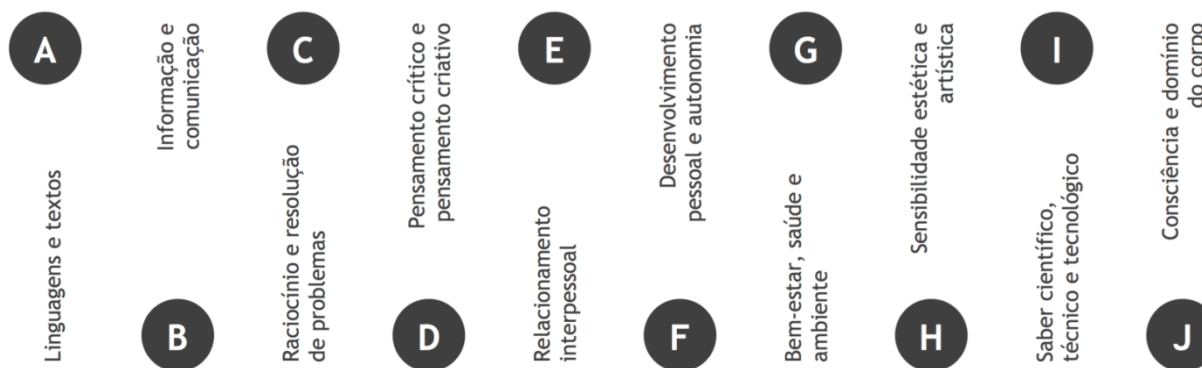 A
Linguagens e textos
Informação e
comunicação
B
C
Raciocínio e resolução
de problemas
Pensamento crítico e
pensamento criativo
D
E
Relacionamento
interpessoal
Desenvolvimento
pessoal e autonomia
F
G
Bem-estar, saúde e
ambiente
Sensibilidade estética e
artística
H
I
Saber científico,
técnico e tecnológico
Consciência e domínio
do corpo
J